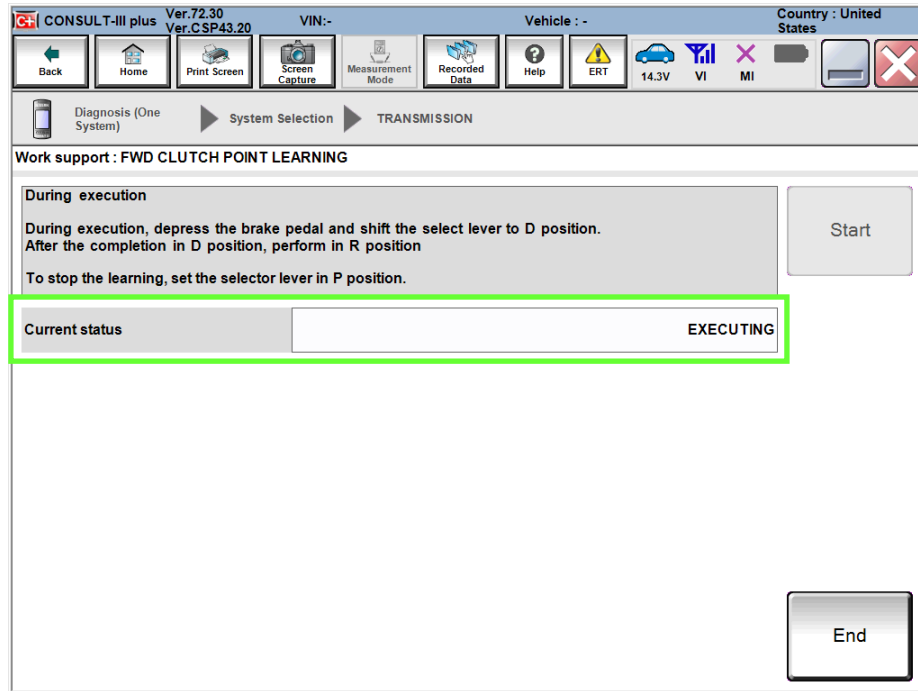 CONSULT-III plus Ver.72.30 VIN:- Vehicle : - Country : United
Ver.CSP43.20 States
Back Home Print Screen Screen Capture Measurement Mode Recorded Data Help ERT 14.3V VI MI
Diagnosis (One System) System Selection TRANSMISSION
Work support : FWD CLUTCH POINT LEARNING
During execution
During execution, depress the brake pedal and shift the select lever to D position.
After the completion in D position, perform in R position
To stop the learning, set the selector lever in P position.
Start
Current status EXECUTING
End